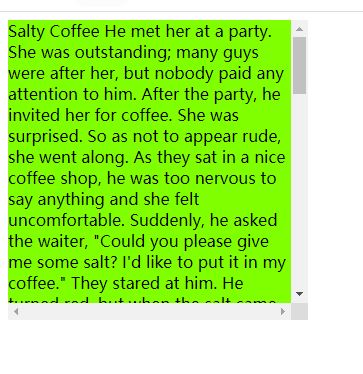 Salty Coffee He met her at a party.
She was outstanding; many guys
were after her, but nobody paid any
attention to him. After the party, he
invited her for coffee. She was
surprised. So as not to appear rude,
she went along. As they sat in a nice
coffee shop, he was too nervous to
say anything and she felt
uncomfortable. Suddenly, he asked
the waiter, "Could you please give
me some salt? I'd like to put it in my
coffee." They stared at him. He
turned red, but when the salt came